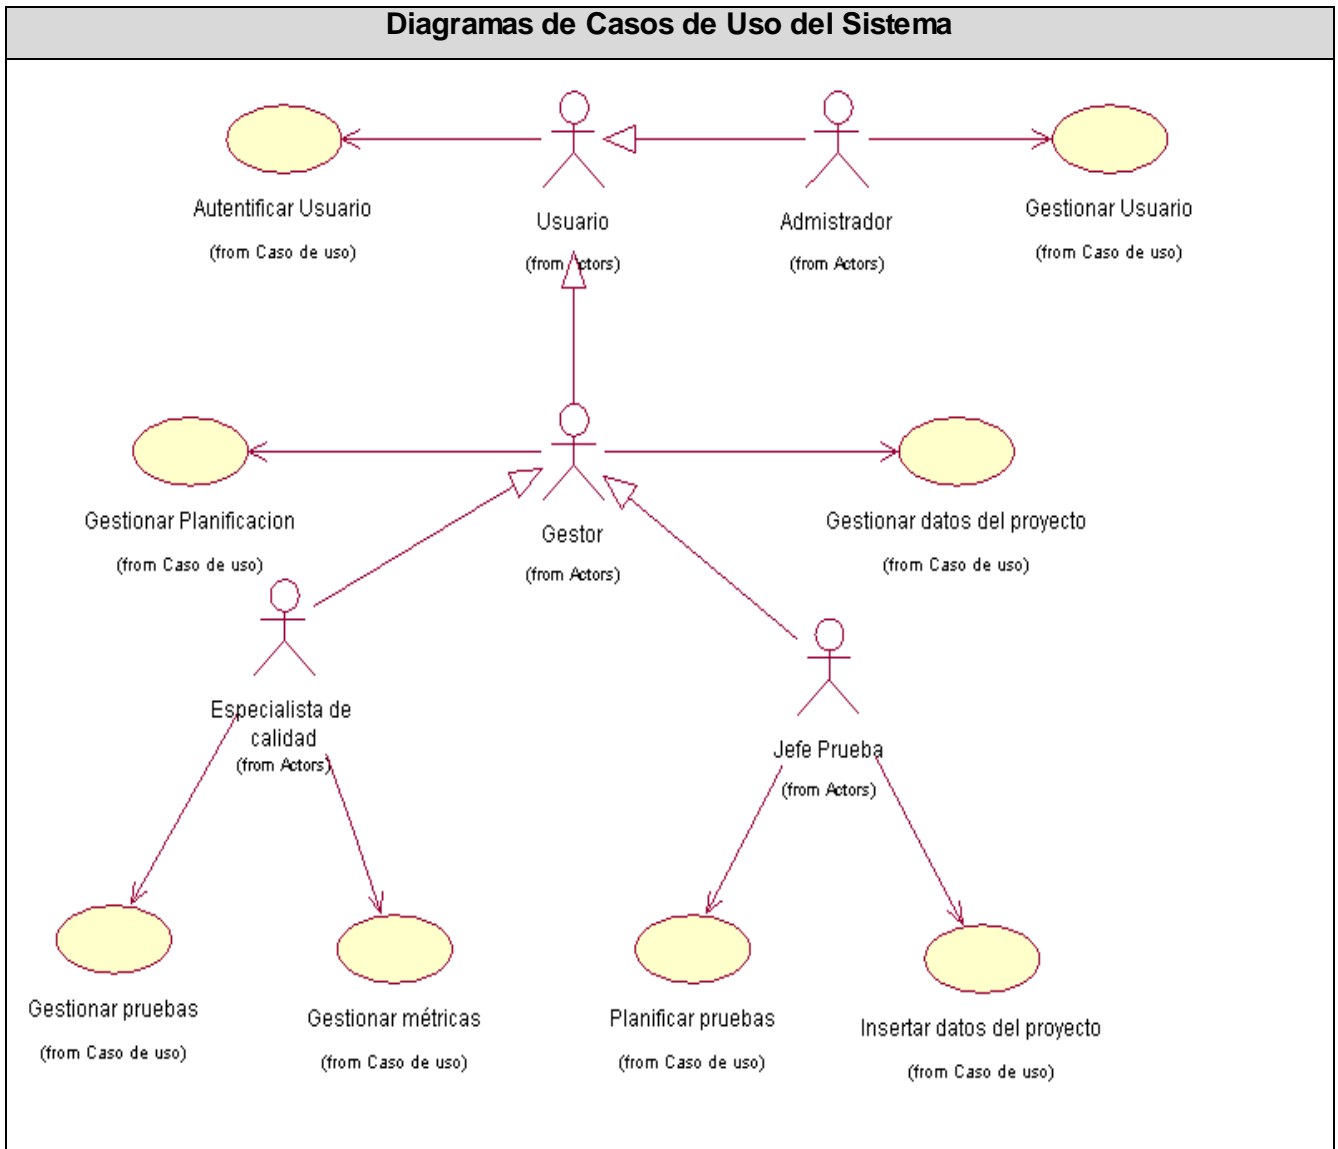 Diagramas de Casos de Uso del Sistema
Autentificar Usuario
(from Caso de uso)
Usuario
(from Actors)
Admistrador
(from Actors)
Gestionar Usuario
(from Caso de uso)
Gestionar Planificacion
(from Caso de uso)
Gestor
(from Actors)
Gestionar datos del proyecto
(from Caso de uso)
Especialista de
calidad
(from Actors)
Jefe Prueba
(from Actors)
Gestionar pruebas
(from Caso de uso)
Gestionar métricas
(from Caso de uso)
Planificar pruebas
(from Caso de uso)
Insertar datos del proyecto
(from Caso de uso)